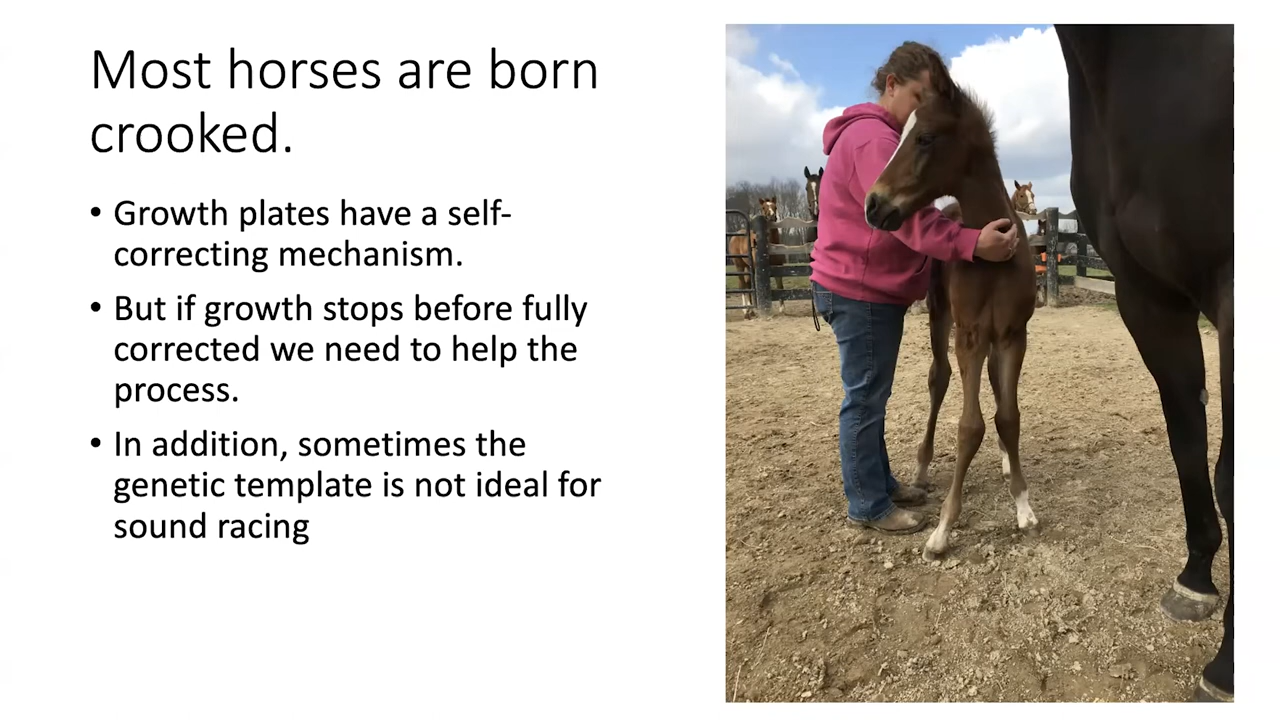 Most horses are born
crooked.
• Growth plates have a self-
correcting mechanism.
• But if growth stops before fully
corrected we need to help the
process.
• In addition, sometimes the
genetic template is not ideal for
sound racing